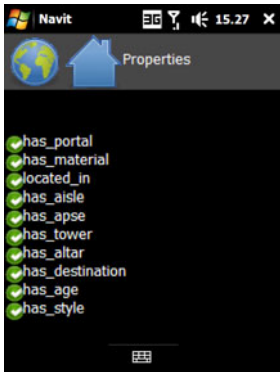 Navit 3G 15.27
Properties
has_portal
has_material
located_in
has_aisle
has_apse
has_tower
has_altar
has_destination
has_age
has_style